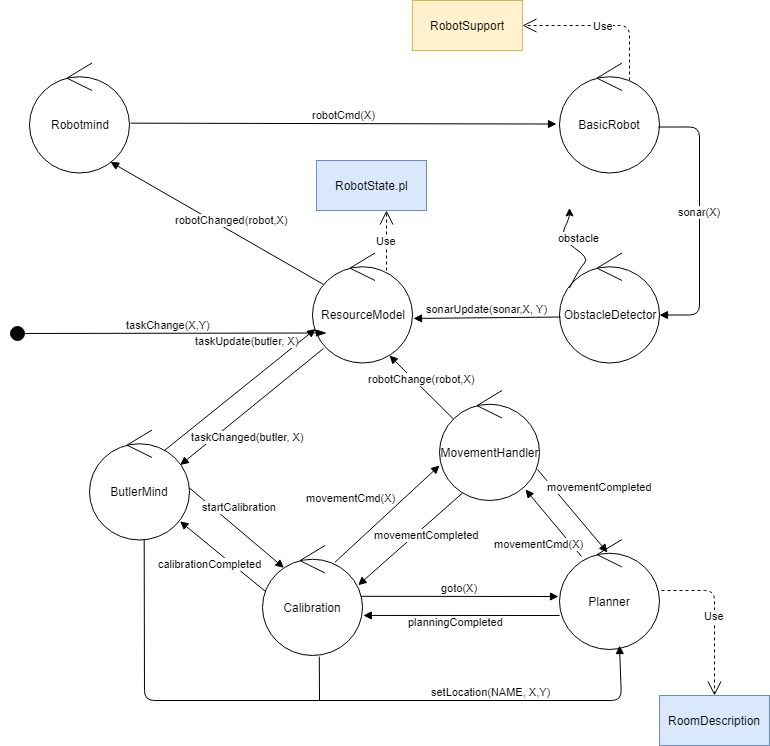 RobotSupport
Use
Robotmind
robotCmd(X)
BasicRobot
RobotState.pl
robotChanged(robot,X)
sonar(X)
Use
obstacle
ResourceModel
sonarUpdate(sonar,X, Y)
ObstacleDetector
taskChange(X,Y)
taskUpdate(butler, X)
robotChange(robot,X)
taskChanged(butler, X)
MovementHandler
ButlerMind
movementCompleted
movementCmd(X)
startCalibration
movementCompleted
movementCmd(X)
calibrationCompleted
goto(X)
Calibration
Planner
planningCompleted
Use
setLocation(NAME, X,Y)
RoomDescription